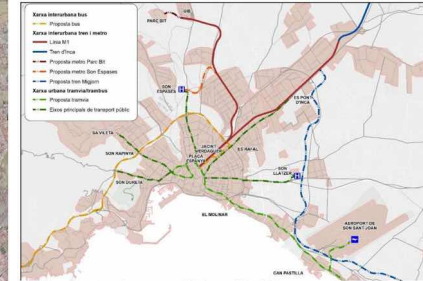 Xarxa interurbana bus
Proposta bus
Xarxa interurbana tren i metro
Línia M1
Tren d'Inca
Proposta metro Parc Bit
Proposta metro Son Espases
Proposta tren Migjorn
Xarxa urbana tramvia/trambus
Proposta tramvia
Eixos principals de transport públic
UIB
PARC BIT
SON
ESPASES
H
ES PONT
D'INCA
SA VILETA
JACINT
VERDAGUER
ES RAFAL
SON RAPINYA
PLAÇA
ESPANYA
SON
LLATZER
H
SON DURETA
EL MOLINAR
AEROPORT DE
SON SANT JOAN
CAN PASTILLA